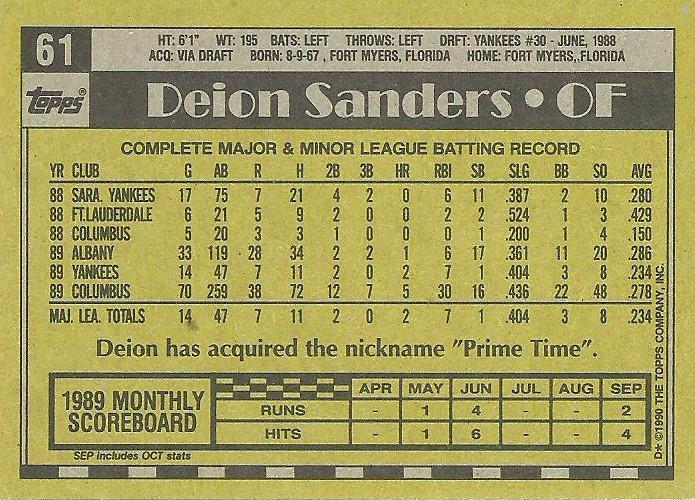 61
HT: 6'1" WT: 195 BATS: LEFT THROWS: LEFT DRFT: YANKEES #30 - JUNE, 1988
ACQ: VIA DRAFT BORN: 8-9-67 , FORT MYERS, FLORIDA HOME: FORT MYERS,,FLORIDA
Topps®
Deion Sanders • OF
COMPLETE MAJOR & MINOR LEAGUE BATTING RECORD
YR CLUB G AB R H 2B 3B HR RBI SB SLG BB SO AVG
88 SARA. YANKEES 17 75 7 21 4 2 0 6 11 .387 2 10 .280
88 FT.LAUDERDALE 6 21 5 9 2 0 0 2 2 .524 1 3 .429
88 COLUMBUS 5 20 3 3 1 0 0 0 1 .200 1 4 .150
89 ALBANY 33 119 28 34 2 2 1 6 17 .361 11 20 .286
89 YANKEES 14 47 7 11 2 0 2 7 1 .404 3 8 .234
89 COLUMBUS 70 259 38 72 12 7 5 30 16 .436 22 48 .278
MAJ. LEA. TOTALS 14 47 7 11 2 0 2 7 1 .404 3 8 .234
Deion has acquired the nickname "Prime Time".
1989 MONTHLY
SCOREBOARD
APR MAY JUN JUL AUG SEP
RUNS - 1 4 - - 2
HITS - 1 6 - - 4
SEP includes OCT stats
D* ©1990 THE TOPPS COMPANY, INC.